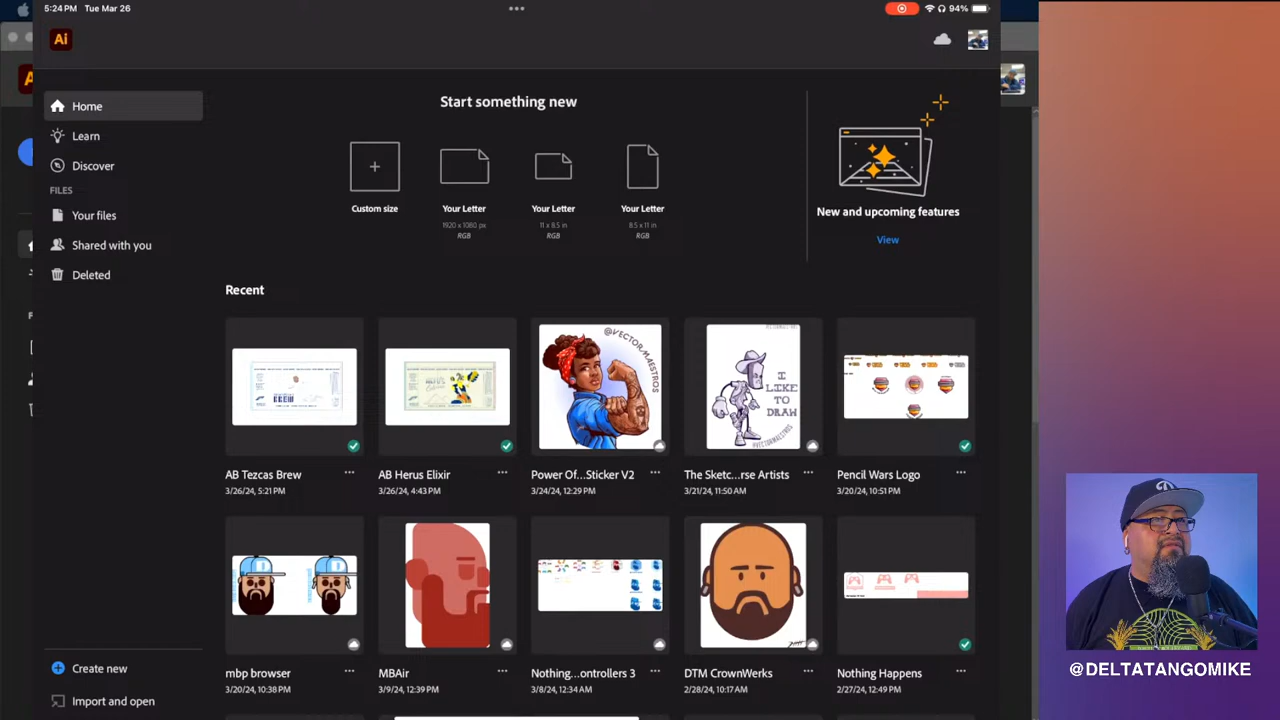 5:24 PM Tue Mar 26
94%
Ai
Home
Learn
Discover
FILES
Your files
Shared with you
Deleted
Create new
Import and open
Start something new
Custom size
Your Letter
1920 x 1080 px
RGB
Your Letter
11 x 8.5 in
RGB
Your Letter
8.5 x 11 in
RGB
New and upcoming features
View
Recent
BREW
@VECTORMAESTROS
I
LIKE
TO
DRAW
AB Tezcas Brew
3/26/24, 5:21 PM
AB Herus Elixir
3/26/24, 4:43 PM
Power Of...Sticker V2
3/24/24, 12:29 PM
The Sketc...rse Artists
3/21/24, 11:50 AM
Pencil Wars Logo
3/20/24, 10:51 PM
mbp browser
3/20/24, 10:38 PM
MBAir
3/9/24, 12:39 PM
Nothing...ontrollers 3
3/8/24, 12:34 AM
DTM CrownWerks
2/28/24, 10:17 AM
Nothing Happens
2/27/24, 12:49 PM
@DELTATANGOMIKE